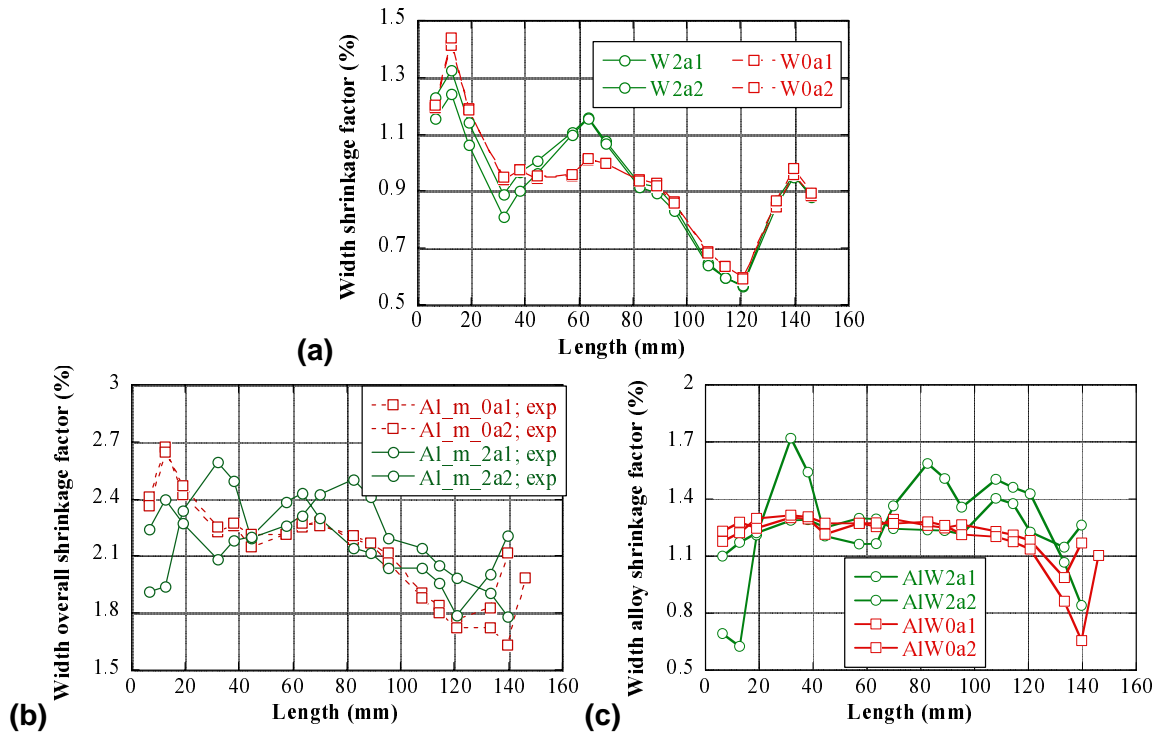 Width shrinkage factor (%)
1.5
1.3
1.1
0.9
0.7
0.5
W2a1
W0a1
W2a2
W0a2
0 20 40 60 80 100 120 140 160
Length (mm)
(a)
Width overall shrinkage factor (%)
3
2.7
2.4
2.1
1.8
1.5
Al_m_0a1; exp
Al_m_0a2; exp
Al_m_2a1; exp
Al_m_2a2; exp
0 20 40 60 80 100 120 140 160
Length (mm)
(b)
Width alloy shrinkage factor (%)
2
1.7
1.4
1.1
0.8
0.5
AlW2a1
AlW2a2
AlW0a1
AlW0a2
0 20 40 60 80 100 120 140 160
Length (mm)
(c)